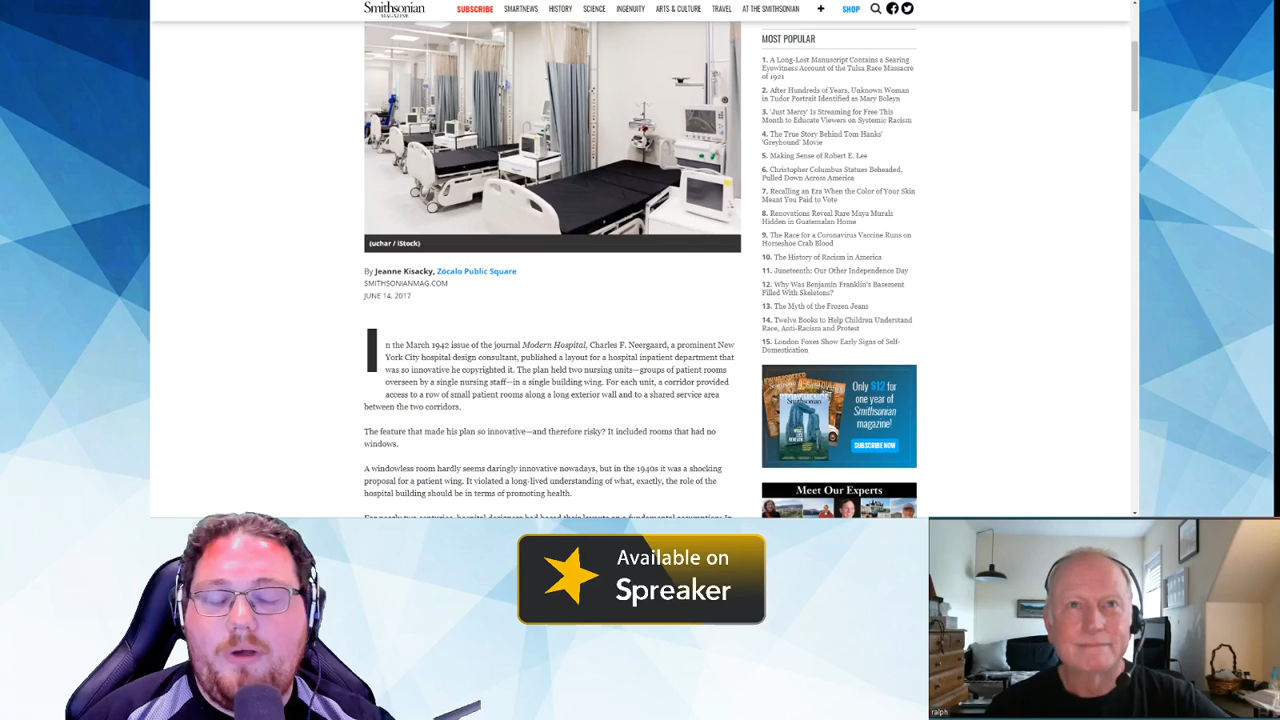 Smithsonian
MAGAZINE
SUBSCRIBE SMARTNEWS HISTORY SCIENCE INGENUITY ARTS & CULTURE TRAVEL AT THE SMITHSONIAN + SHOP
(uchar / iStock)
By Jeanne Kisacky, Zócalo Public Square
SMITHSONIANMAG.COM
JUNE 14, 2017
In the March 1942 issue of the journal Modern Hospital, Charles F. Neergaard, a prominent New
York City hospital design consultant, published a layout for a hospital inpatient department that
was so innovative he copyrighted it. The plan held two nursing units—groups of patient rooms
overseen by a single nursing staff—in a single building wing. For each unit, a corridor provided
access to a row of small patient rooms along a long exterior wall and to a shared service area
between the two corridors.
The feature that made his plan so innovative—and therefore risky? It included rooms that had no
windows.
A windowless room hardly seems daringly innovative nowadays, but in the 1940s it was a shocking
proposal for a patient wing. It violated a long-lived understanding of what, exactly, the role of the
hospital building should be in terms of promoting health.
For nearly two centuries, hospital designers had based their layouts on a fundamental assumption: In
MOST POPULAR
1. A Long-Lost Manuscript Contains a Searing
Eyewitness Account of the Tulsa Race Massacre
of 1921
2. After Hundreds of Years, Unknown Woman
in Tudor Portrait Identified as Mary Boleyn
3. 'Just Mercy' Is Streaming for Free This
Month to Educate Viewers on Systemic Racism
4. The True Story Behind Tom Hanks'
'Greyhound' Movie
5. Making Sense of Robert E. Lee
6. Christopher Columbus Statues Beheaded,
Pulled Down Across America
7. Recalling an Era When the Color of Your Skin
Meant You Paid to Vote
8. Renovations Reveal Rare Maya Murals
Hidden in Guatemalan Home
9. The Race for a Coronavirus Vaccine Runs on
Horseshoe Crab Blood
10. The History of Racism in America
11. Juneteenth: Our Other Independence Day
12. Why Was Benjamin Franklin's Basement
Filled With Skeletons?
13. The Myth of the Frozen Jeans
14. Twelve Books to Help Children Understand
Race, Anti-Racism and Protest
15. London Foxes Show Early Signs of Self-
Domestication
Smithsonian
Only $12 for
one year of
Smithsonian
magazine!
SUBSCRIBE NOW
Meet Our Experts
Available on
Spreaker
ralph